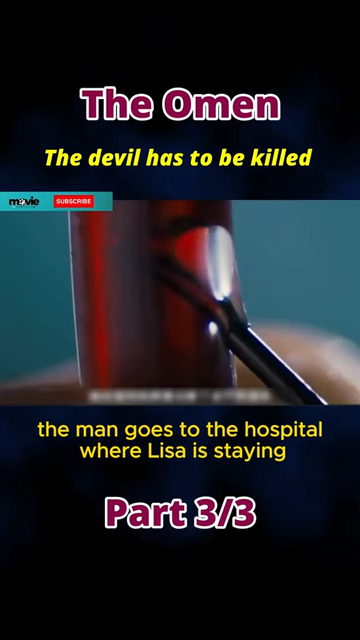 The Omen
The devil has to be killed
movie
SUBSCRIBE
the man goes to the hospital
where Lisa is staying
Part 3/3